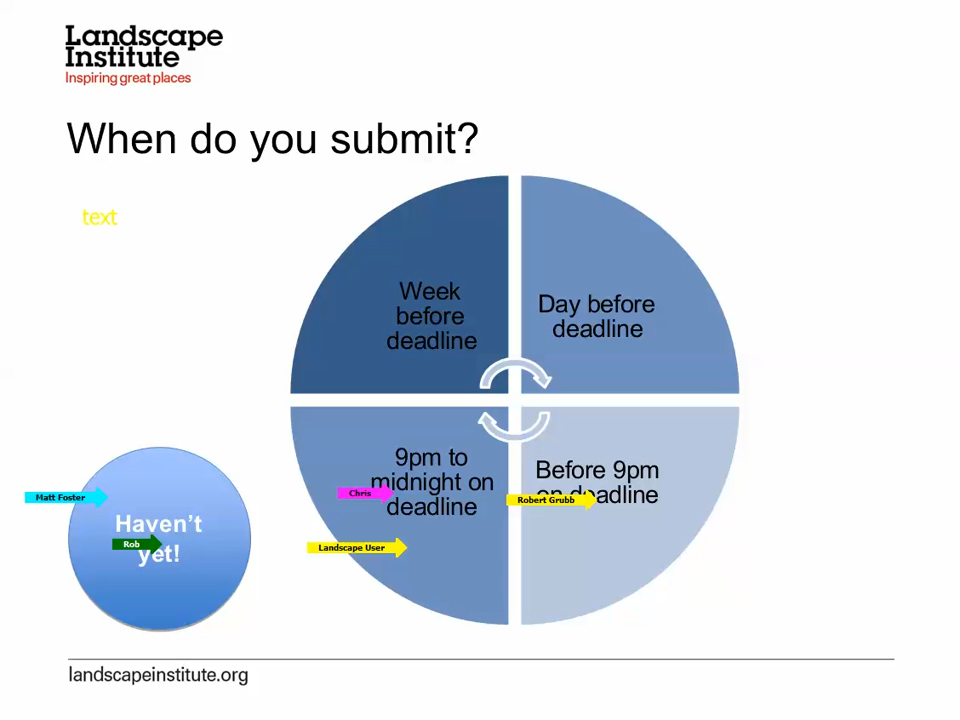 Landscape
Institute
Inspiring great places
When do you submit?
text
Week
before
deadline
Day before
deadline
9pm to
midnight on
deadline
Before 9pm
on deadline
Haven't
yet!
Matt Foster
Rob
Chris
Robert Grubb
Landscape User
landscapeinstitute.org